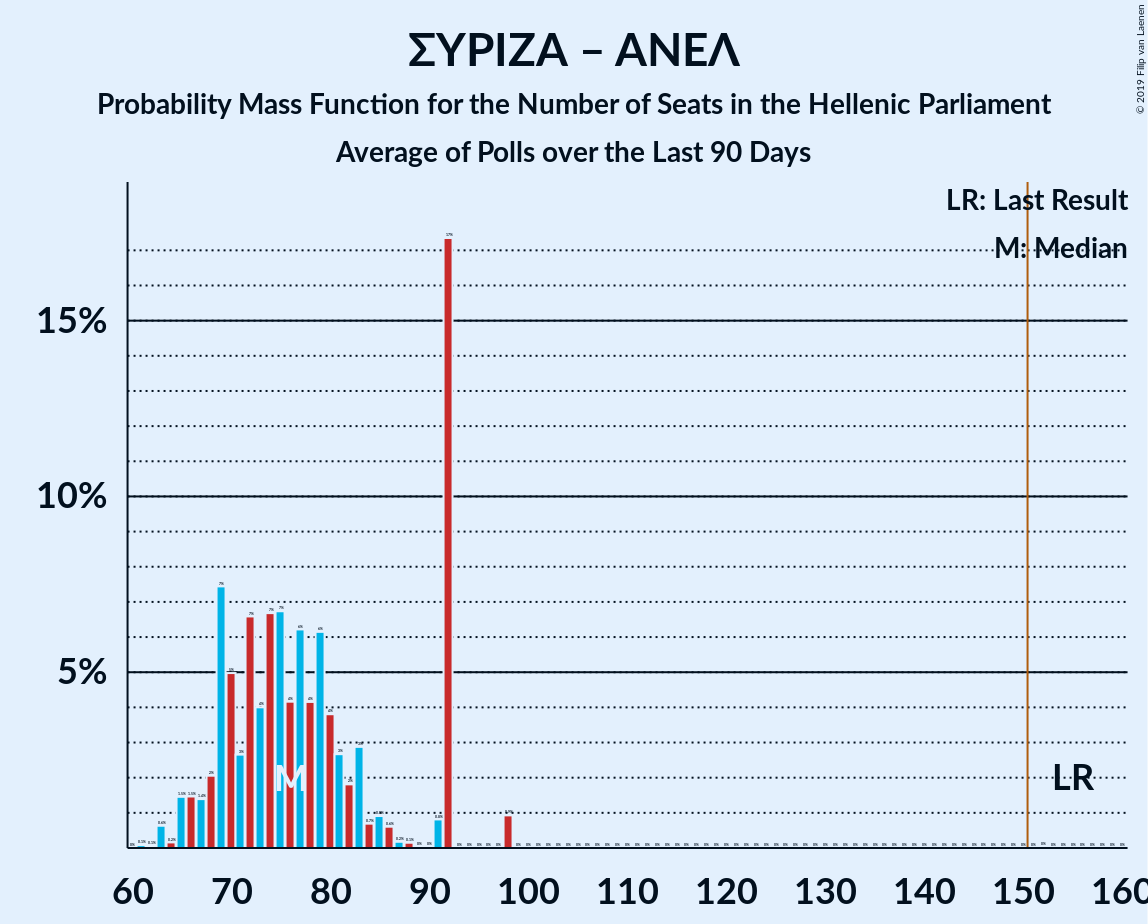 ΣΥΡΙΖΑ – ΑΝΕΛ
Probability Mass Function for the Number of Seats in the Hellenic Parliament
Average of Polls over the Last 90 Days
© 2019 Filip van Laenen
LR: Last Result
M: Median
15%
10%
5%
17%
M
LR
60 70 80 90 100 110 120 130 140 150 160